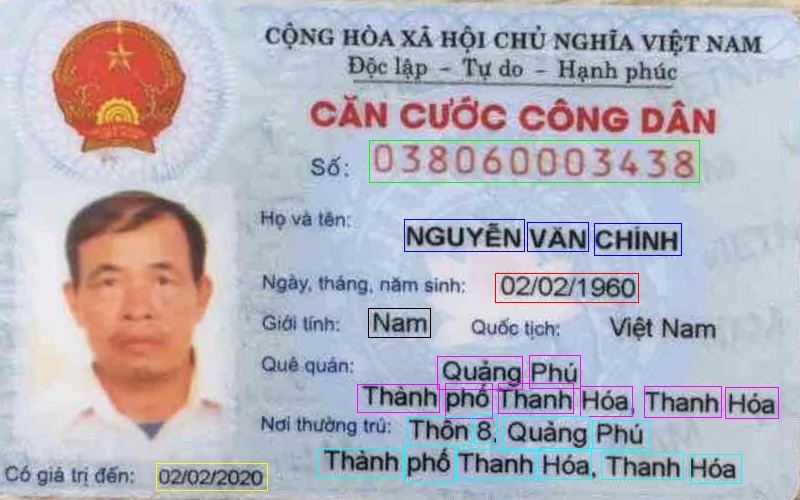 CỘNG HÒA XÃ HỘI CHỦ NGHĨA VIỆT NAM
Độc lập – Tự do – Hạnh phúc
CĂN CƯỚC CÔNG DÂN
Số: 038060003438
Họ và tên: NGUYỄN VĂN CHÍNH
Ngày, tháng, năm sinh: 02/02/1960
Giới tính: Nam Quốc tịch: Việt Nam
Quê quán: Quảng Phú
Thành phố Thanh Hóa, Thanh Hóa
Nơi thường trú: Thôn 8, Quảng Phú
Thành phố Thanh Hóa, Thanh Hóa
Có giá trị đến: 02/02/2020